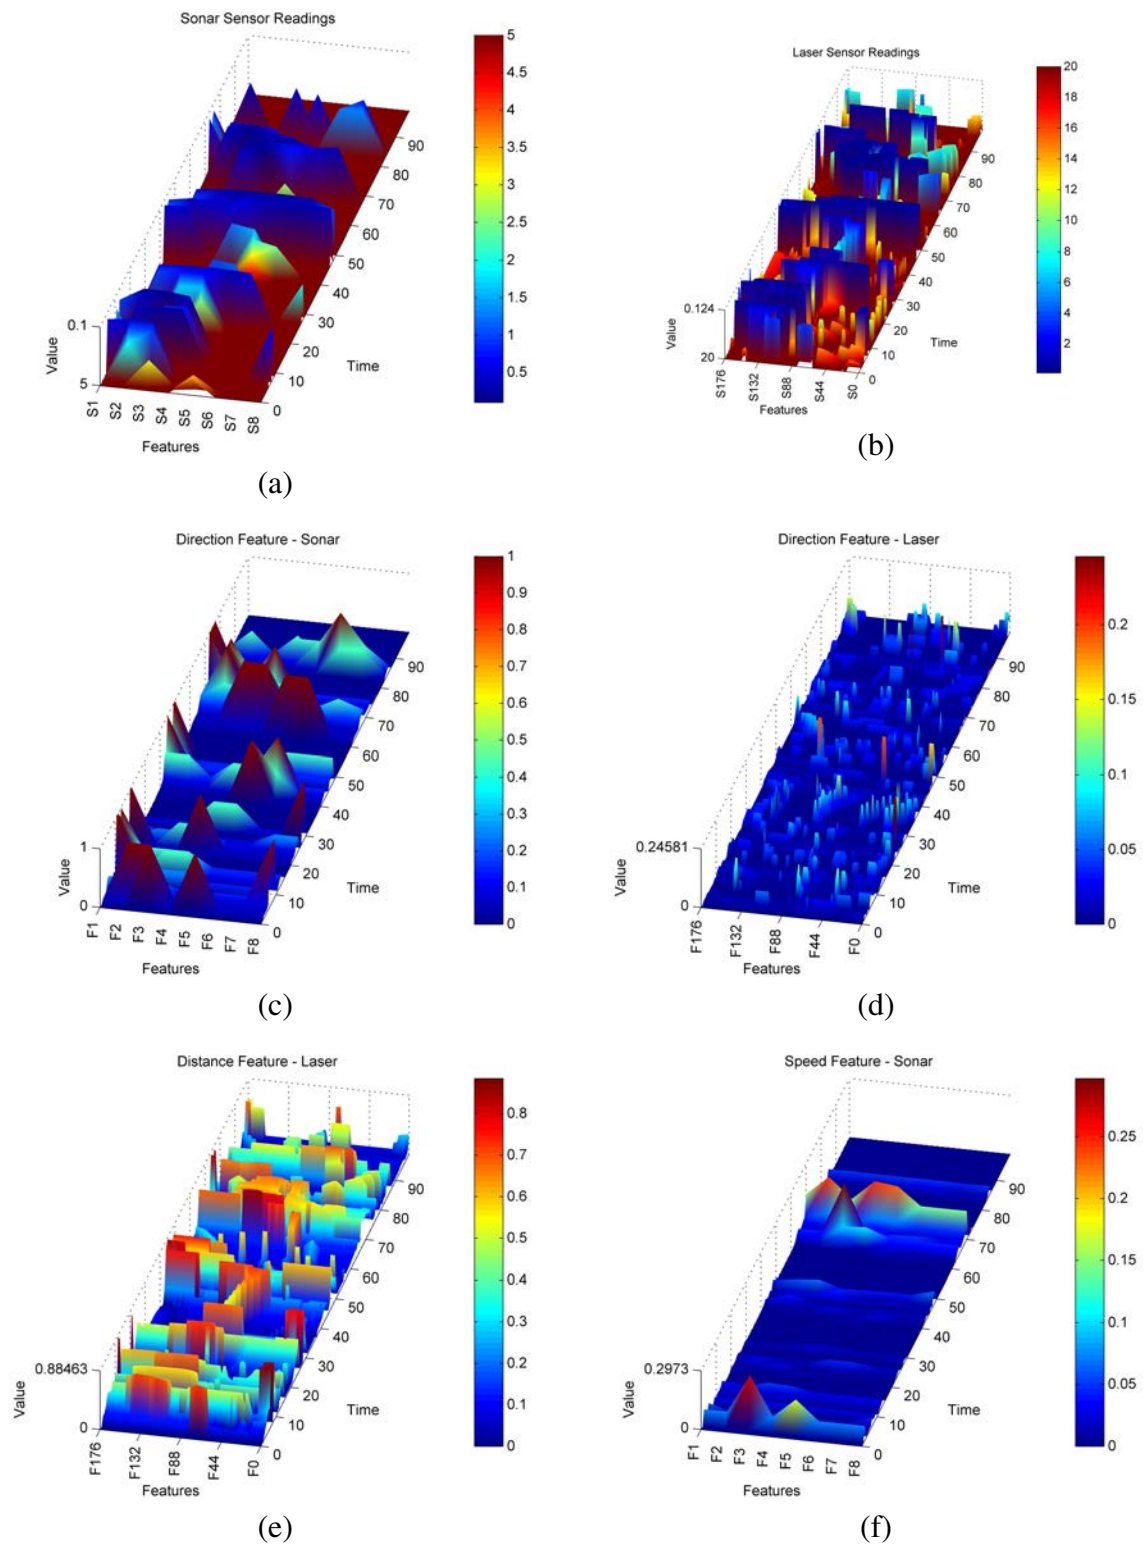 Sonar Sensor Readings
5
4.5
4
3.5
3
2.5
2
1.5
1
0.5
90
80
70
60
50
40
30
20
10
0
Time
0.1
5
Value
S1
S2
S3
S4
S5
S6
S7
S8
Features
(a)
Laser Sensor Readings
20
18
16
14
12
10
8
6
4
2
90
80
70
60
50
40
30
20
10
0
Time
0.124
20
Value
S176
S132
S88
S44
S0
Features
(b)
Direction Feature - Sonar
1
0.9
0.8
0.7
0.6
0.5
0.4
0.3
0.2
0.1
0
90
80
70
60
50
40
30
20
10
0
Time
1
0
Value
F1
F2
F3
F4
F5
F6
F7
F8
Features
(c)
Direction Feature - Laser
0.2
0.15
0.1
0.05
0
90
80
70
60
50
40
30
20
10
0
Time
0.24581
0
Value
F176
F132
F88
F44
F0
Features
(d)
Distance Feature - Laser
0.8
0.7
0.6
0.5
0.4
0.3
0.2
0.1
0
90
80
70
60
50
40
30
20
10
0
Time
0.88463
0
Value
F176
F132
F88
F44
F0
Features
(e)
Speed Feature - Sonar
0.25
0.2
0.15
0.1
0.05
0
90
80
70
60
50
40
30
20
10
0
Time
0.2973
0
Value
F1
F2
F3
F4
F5
F6
F7
F8
Features
(f)